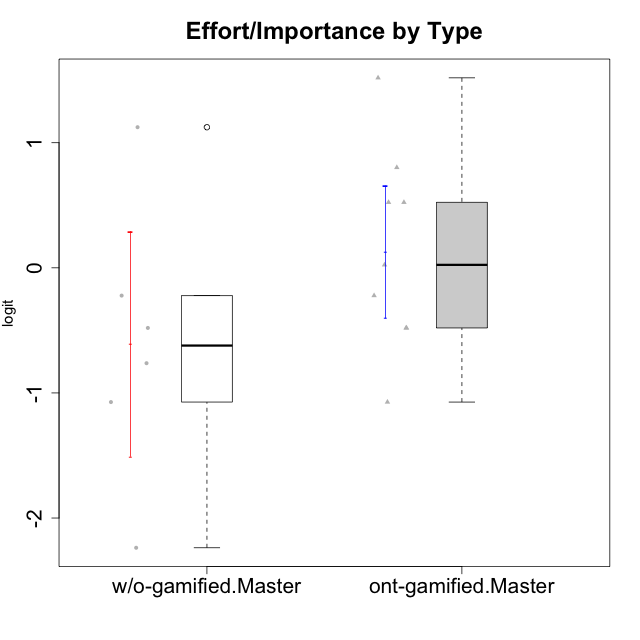 Effort/Importance by Type
logit
1
0
-1
-2
w/o-gamified.Master ont-gamified.Master